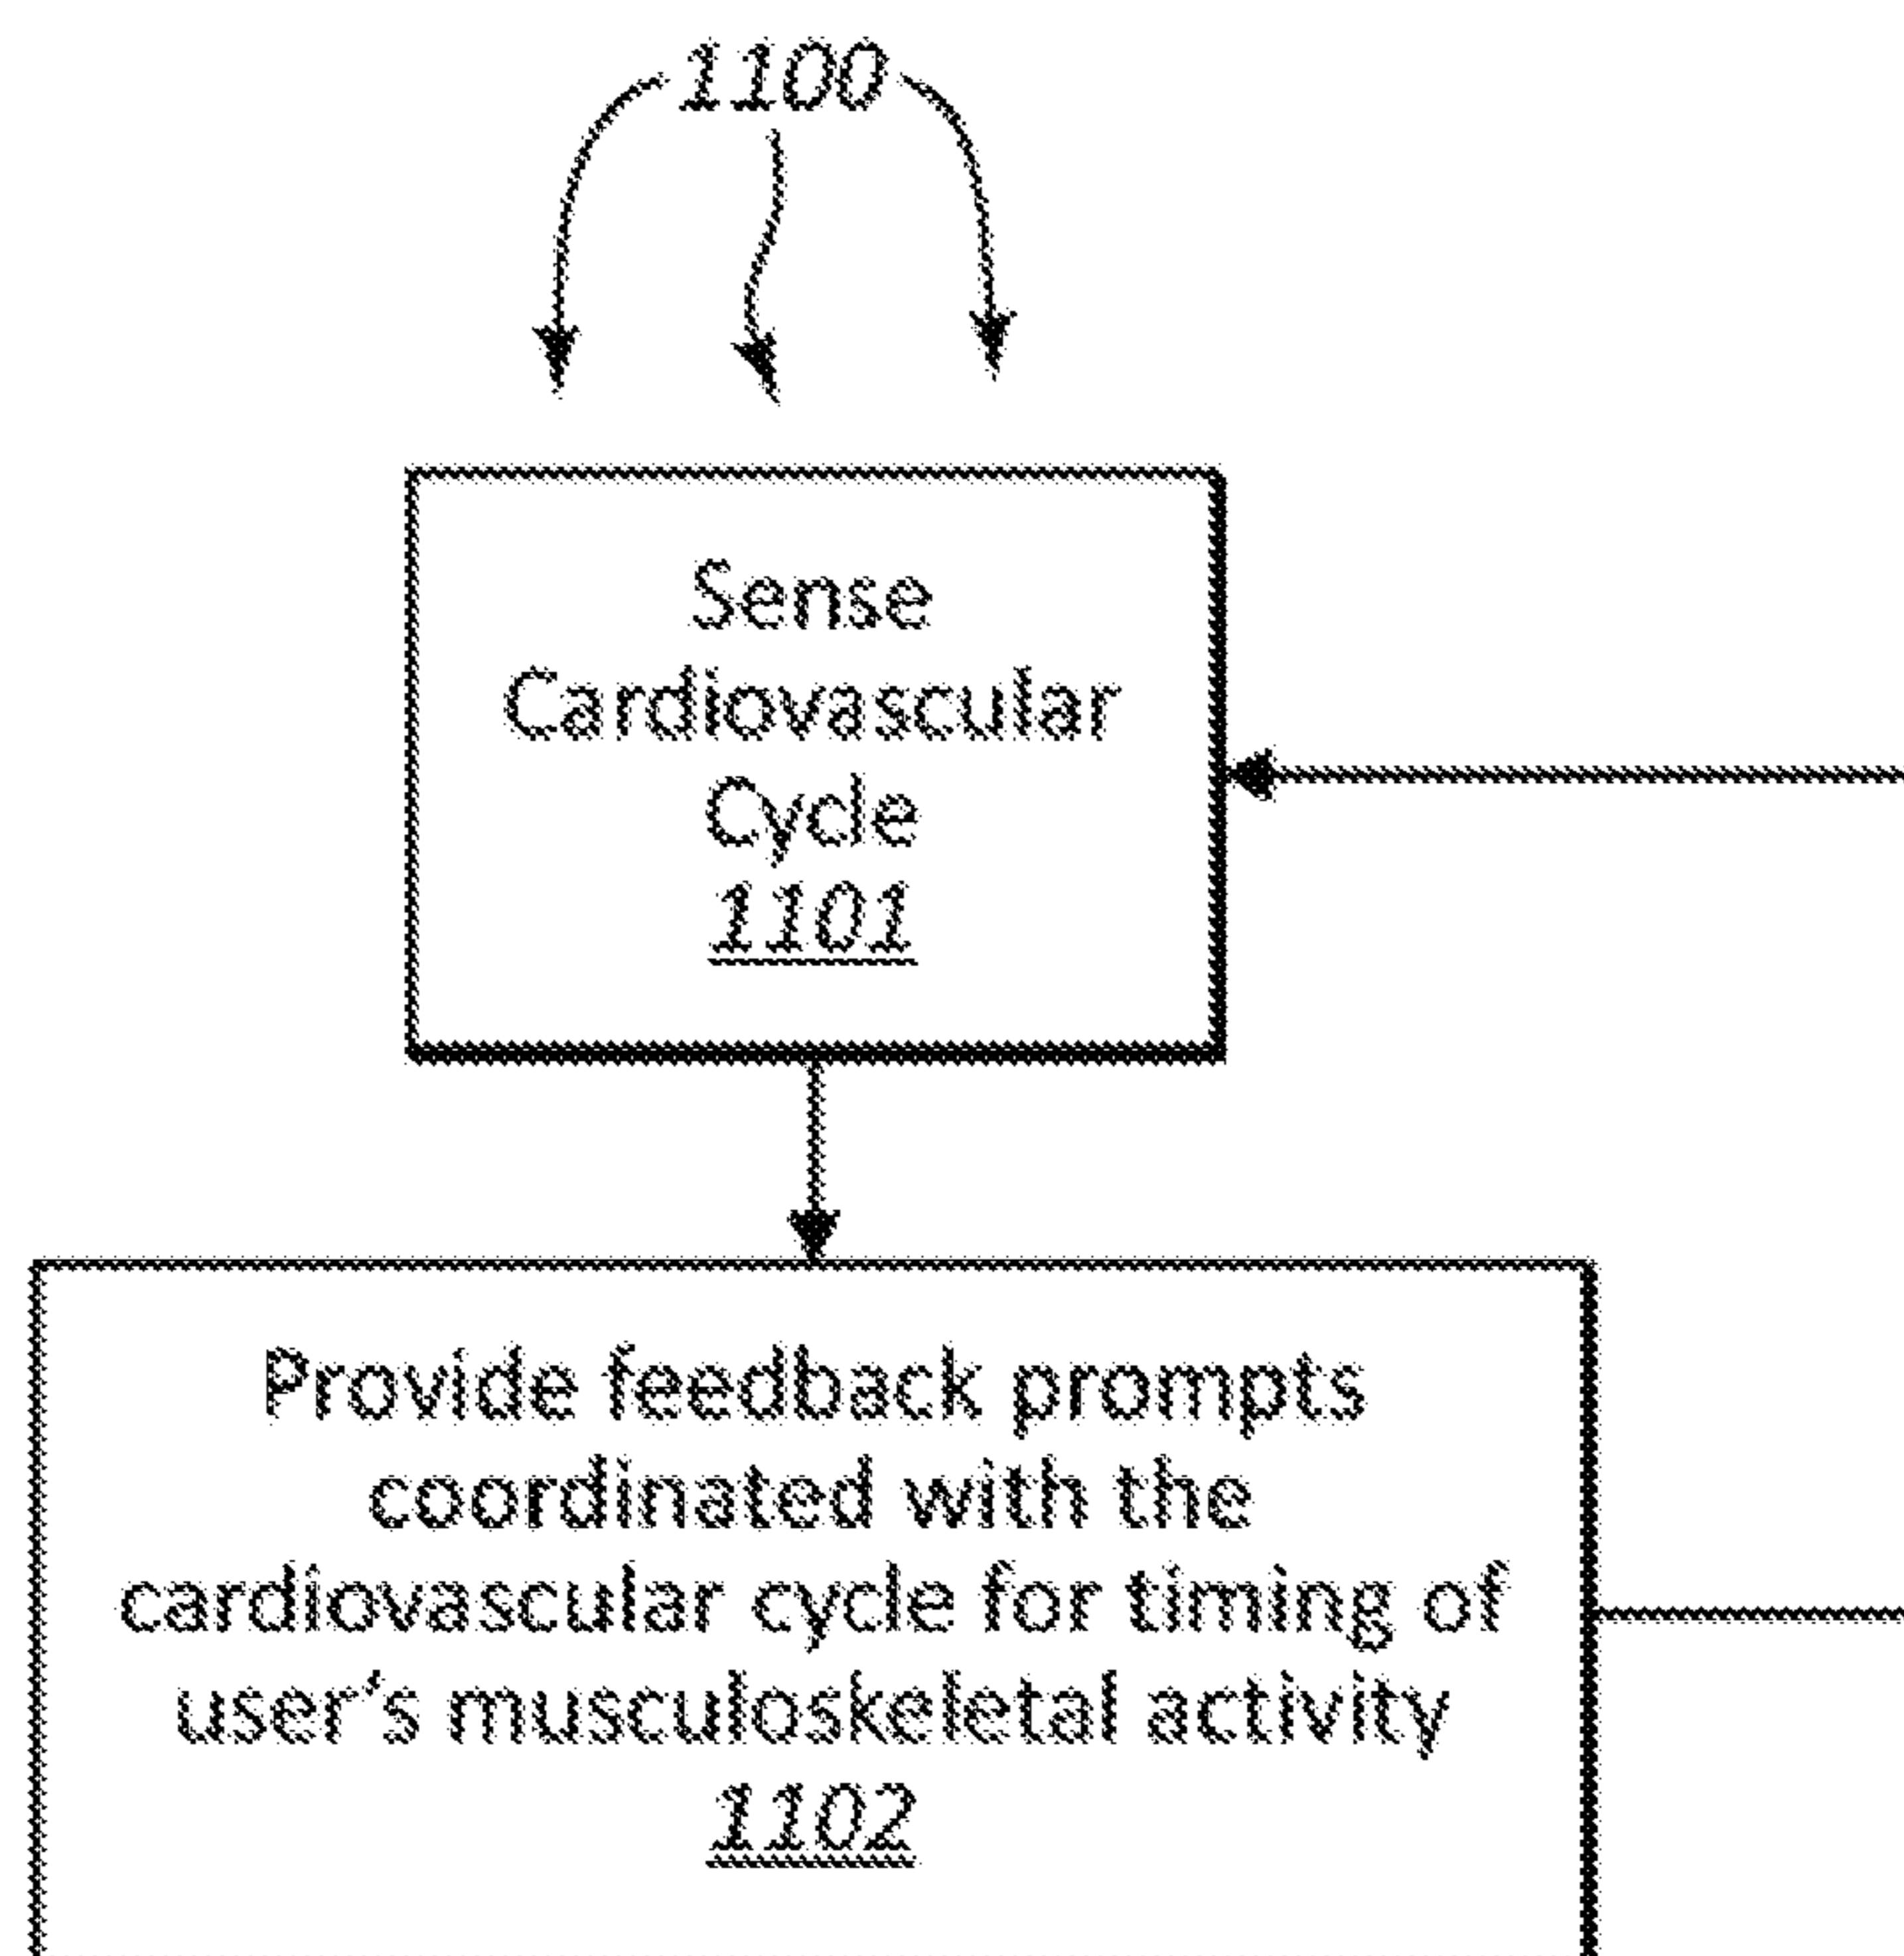 1100
Sense
Cardiovascular
Cycle
1101
Provide feedback prompts
coordinated with the
cardiovascular cycle for timing of
user's musculoskeletal activity
1102